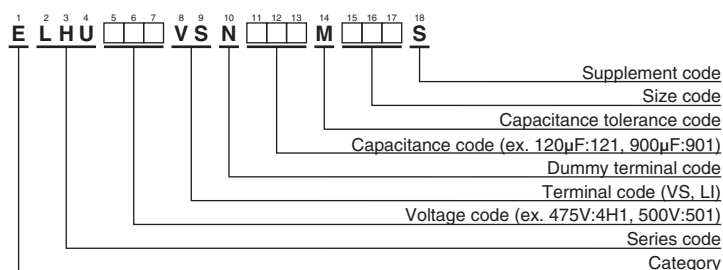 1 2 3 4 5 6 7 8 9 10 11 12 13 14 15 16 17 18
E L H U □□□ V S N □□□ M □□□ S
Supplement code
Size code
Capacitance tolerance code
Capacitance code (ex. 120μF:121, 900μF:901)
Dummy terminal code
Terminal code (VS, LI)
Voltage code (ex. 475V:4H1, 500V:501)
Series code
Category